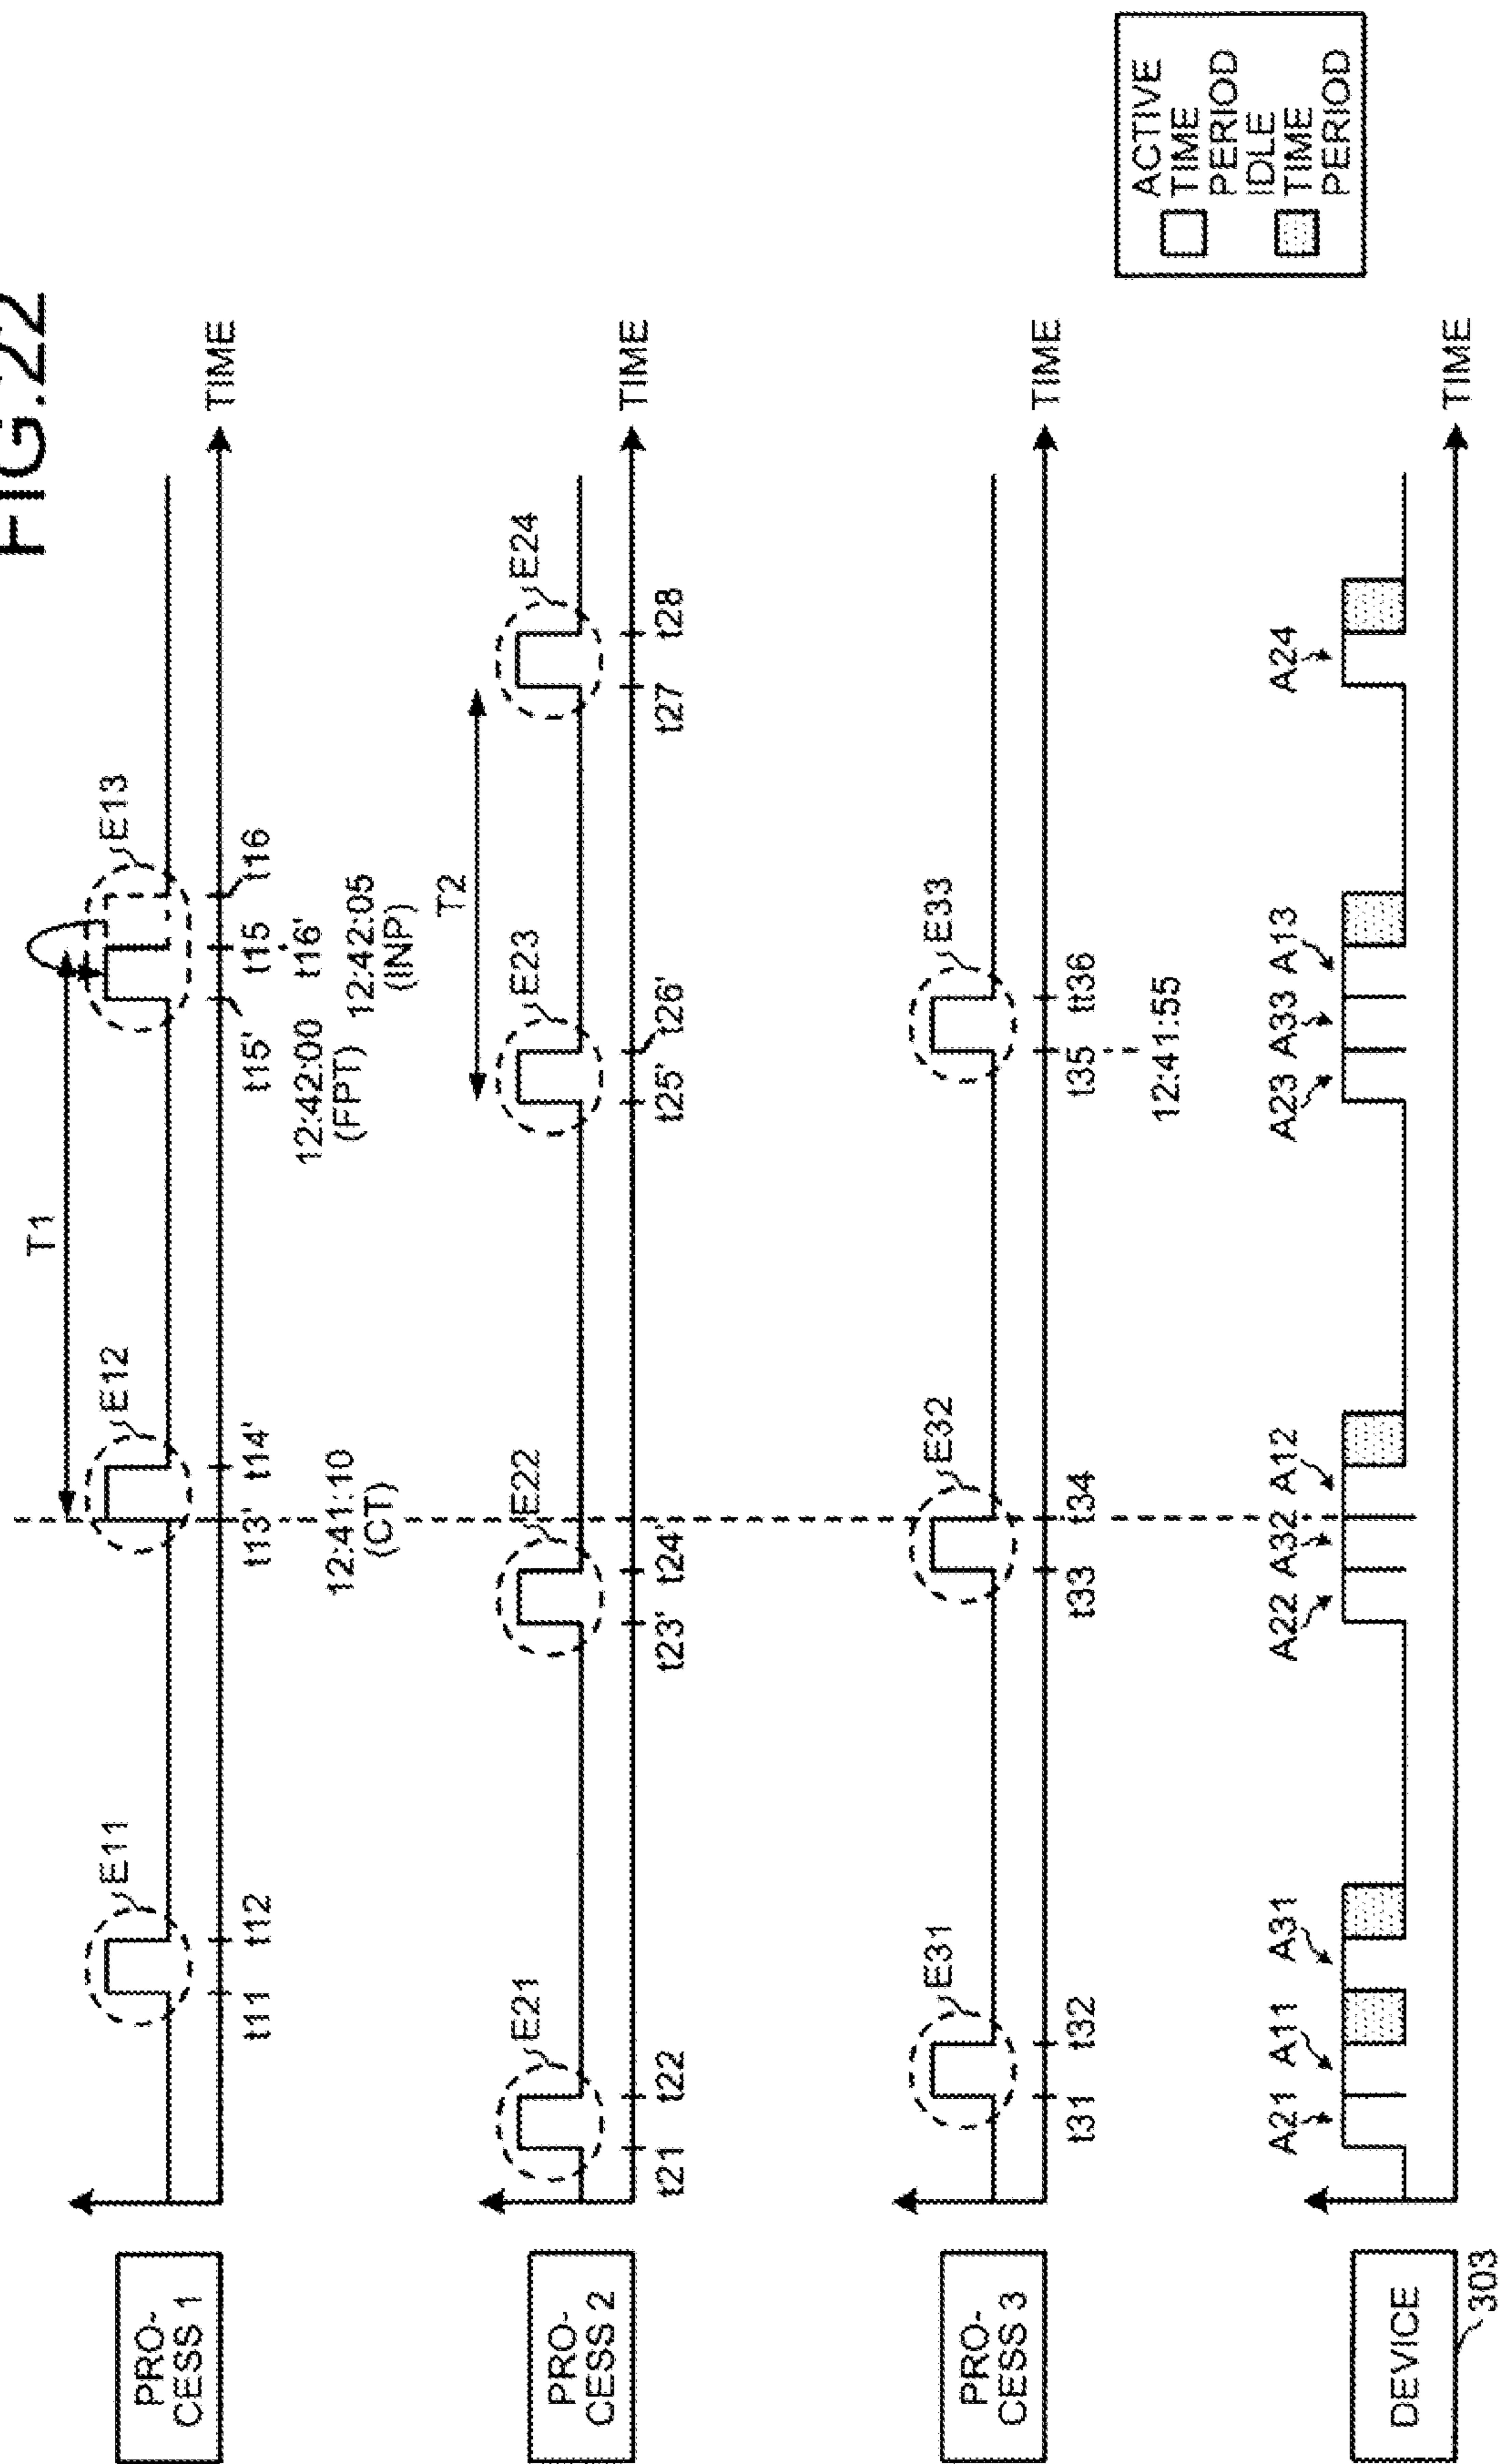 FIG.22
PRO-
CESS 1
T1
E11
E12
E13
t11
t12
t13'
t14'
t15'
t15
t16
t16'
12:41:10
(CT)
12:42:00
(FPT)
12:42:05
(INP)
TIME
PRO-
CESS 2
T2
E21
E22
E23
E24
t21
t22
t23'
t24'
t25'
t26'
t27
t28
TIME
PRO-
CESS 3
E31
E32
E33
t31
t32
t33
t34
t35
tt36
12:41:55
TIME
DEVICE
303
A21
A11
A31
A22
A32
A12
A23
A33
A13
A24
TIME
ACTIVE
TIME
PERIOD
IDLE
TIME
PERIOD